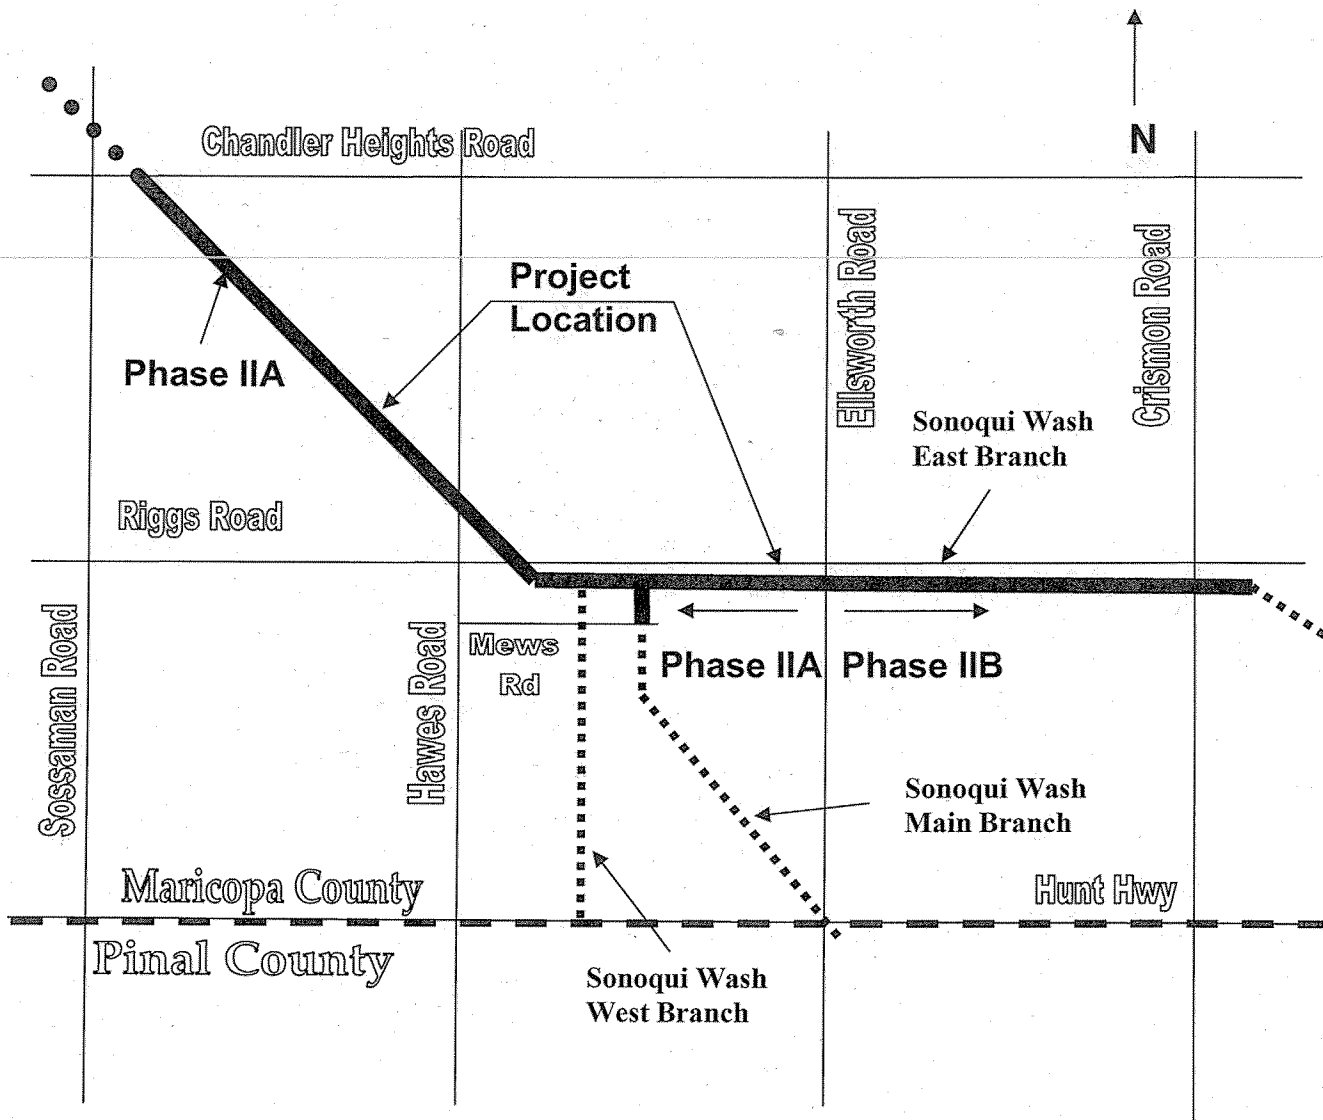 N
Chandler Heights Road
Project
Location
Ellsworth Road
Crismon Road
Phase IIA
Sonoqui Wash
East Branch
Riggs Road
Sossaman Road
Hawes Road
Mews
Rd
Phase IIA
Phase IIB
Sonoqui Wash
Main Branch
Maricopa County
Hunt Hwy
Pinal County
Sonoqui Wash
West Branch